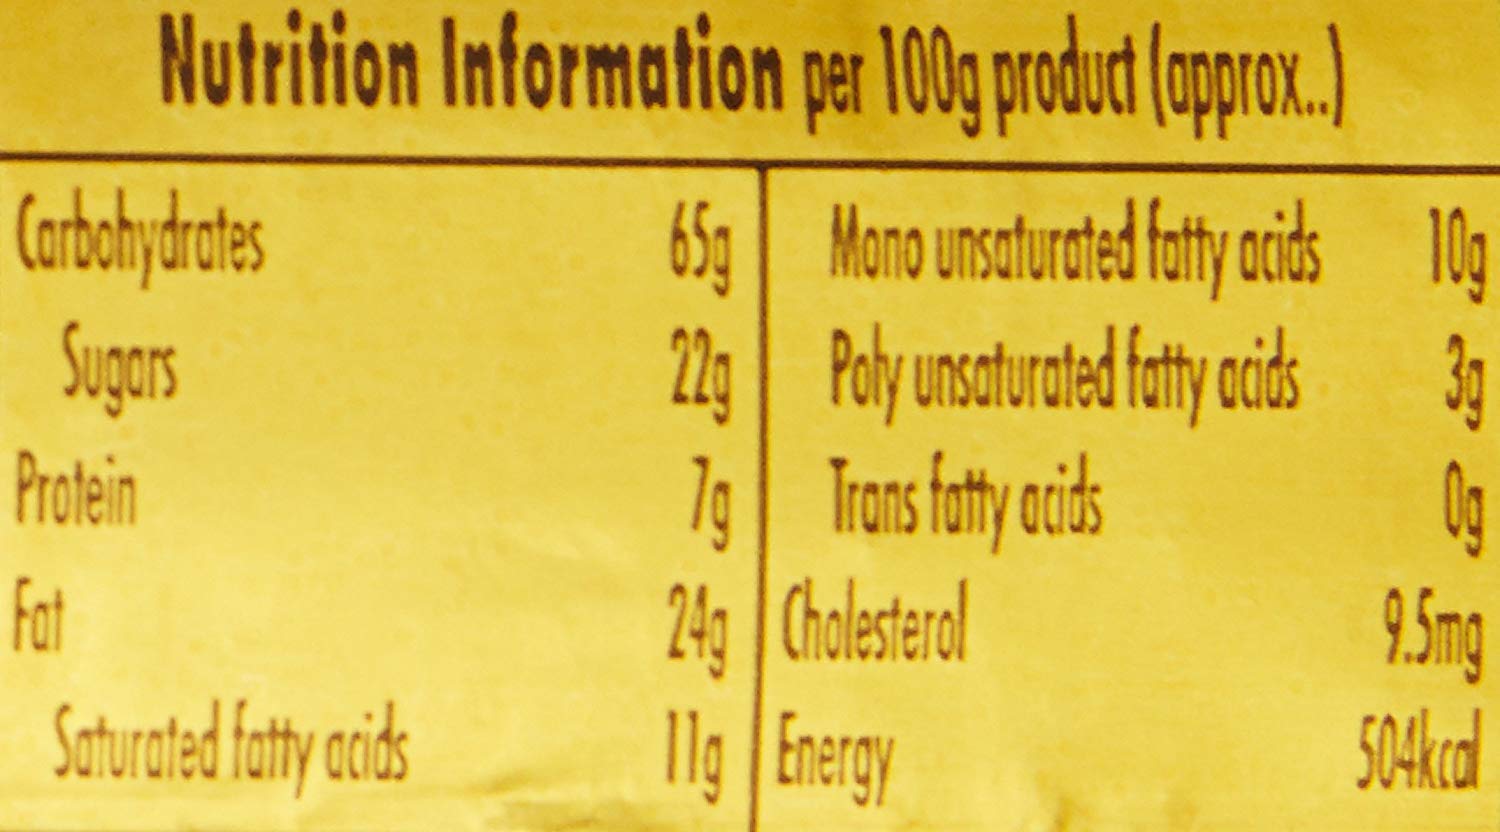 Nutrition Information per 100g product (approx..)
Carbohydrates 65g
Sugars 22g
Protein 7g
Fat 24g
Saturated fatty acids 11g
Mono unsaturated fatty acids 10g
Poly unsaturated fatty acids 3g
Trans fatty acids 0g
Cholesterol 9.5mg
Energy 504kcal